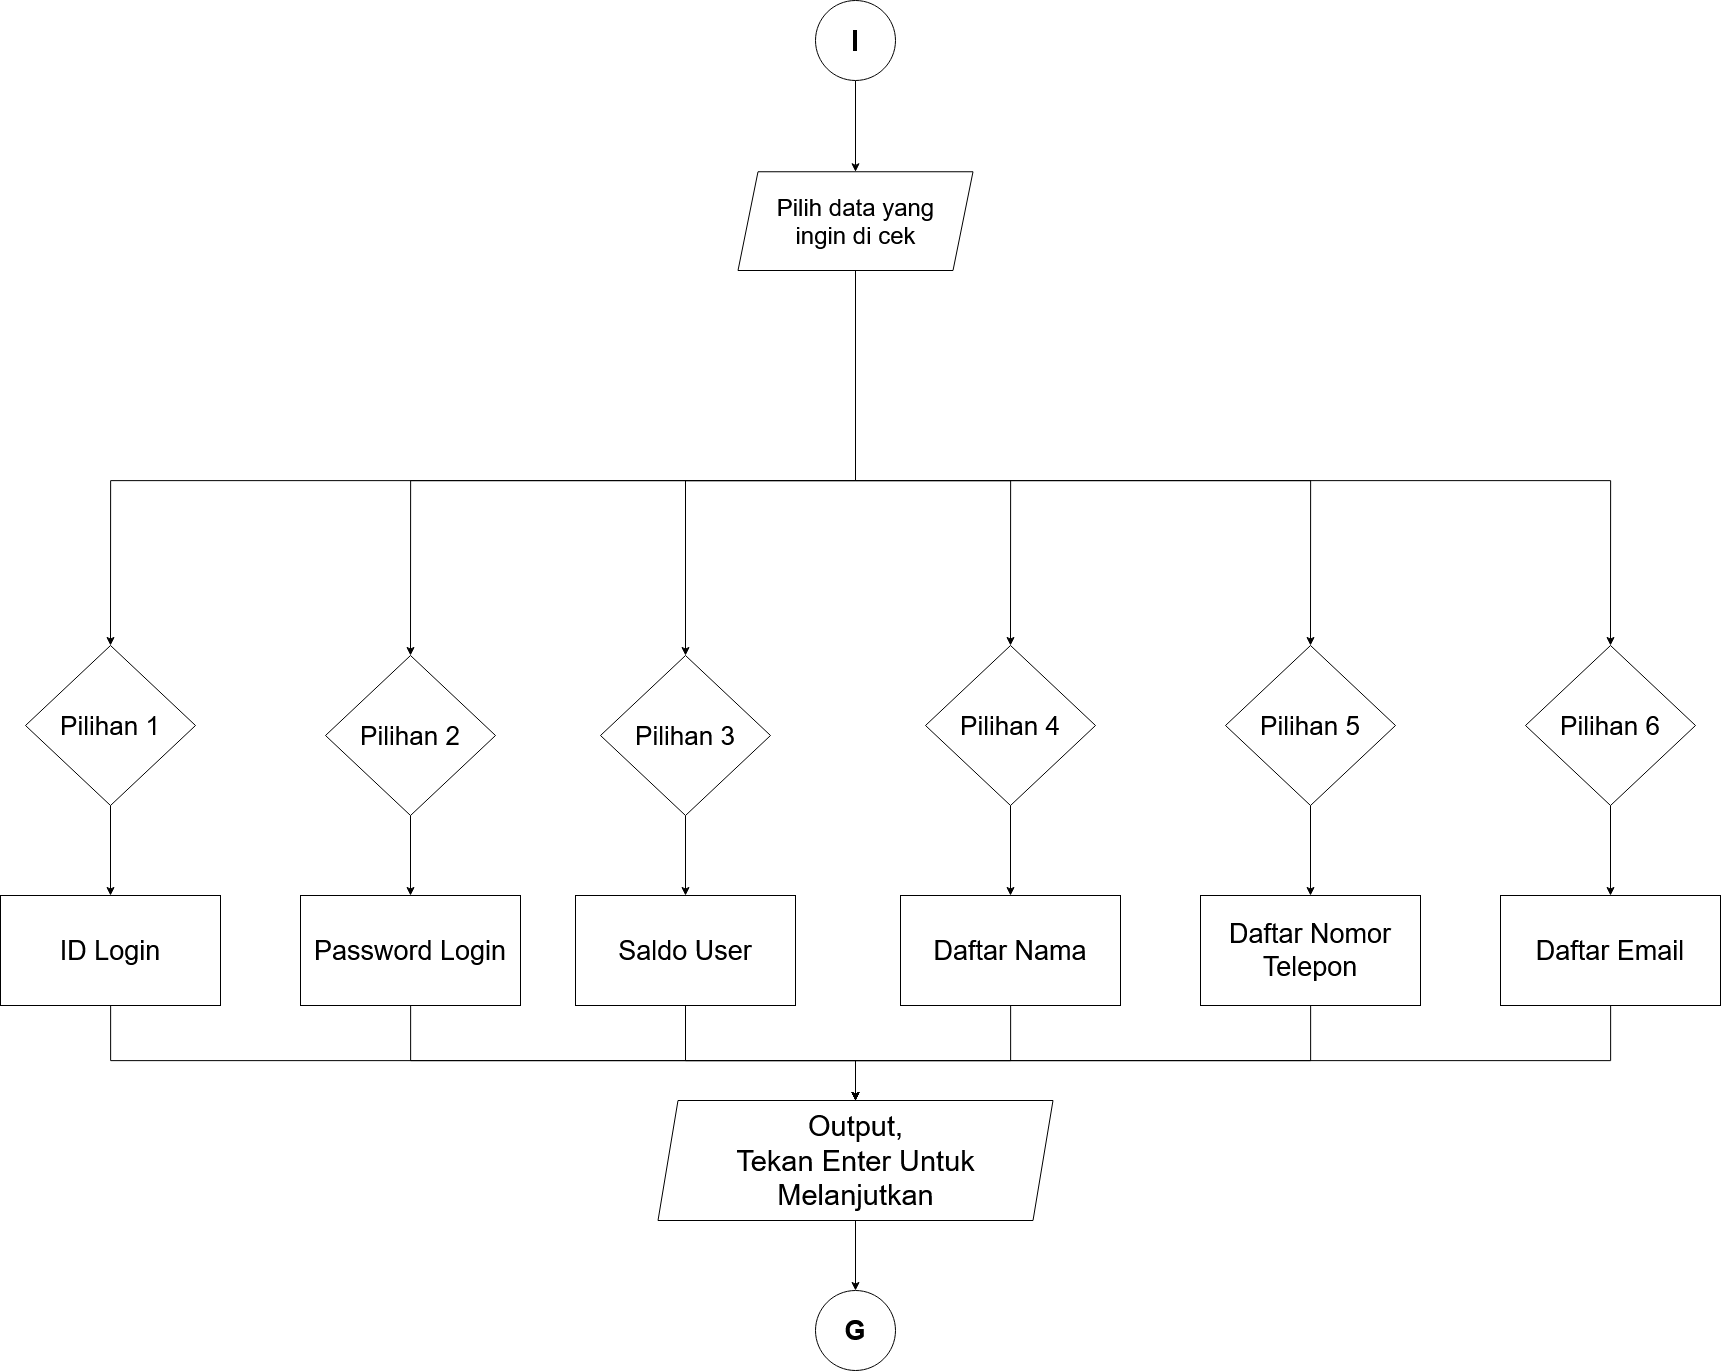 I
Pilih data yang
ingin di cek
Pilihan 1
Pilihan 2
Pilihan 3
Pilihan 4
Pilihan 5
Pilihan 6
ID Login
Password Login
Saldo User
Daftar Nama
Daftar Nomor
Telepon
Daftar Email
Output,
Tekan Enter Untuk
Melanjutkan
G